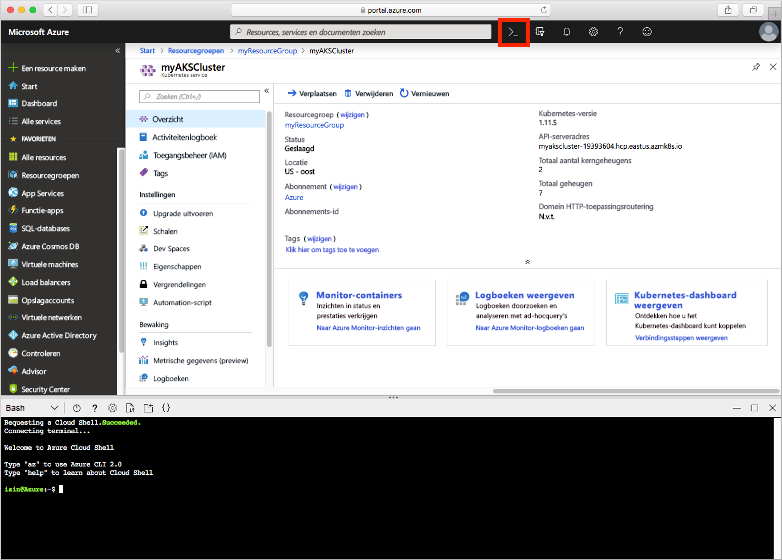 portal.azure.com
Microsoft Azure
Resources, services en documenten zoeken
Een resource maken
Start
Dashboard
Alle services
FAVORIETEN
Alle resources
Resourcegroepen
App Services
Functie-apps
SQL-databases
Azure Cosmos DB
Virtuele machines
Load balancers
Opslagaccounts
Virtuele netwerken
Azure Active Directory
Controleren
Advisor
Security Center
Start > Resourcegroepen > myResourceGroup > myAKSCluster
myAKSCluster
Kubernetes service
Zoeken (Ctrl+/)
Overzicht
Activiteitenlogboek
Toegangsbeheer (IAM)
Tags
Instellingen
Upgrade uitvoeren
Schalen
Dev Spaces
Eigenschappen
Vergrendelingen
Automation-script
Bewaking
Insights
Metrische gegevens (preview)
Logboeken
Verplaatsen Verwijderen Vernieuwen
Resourcegroep (wijzigen)
myResourceGroup
Status
Geslaagd
Locatie
US - oost
Abonnement (wijzigen)
Azure
Abonnements-id
Tags (wijzigen)
Klik hier om tags toe te voegen
Kubernetes-versie
1.11.5
API-serveradres
myakscluster-19393604.hcp.eastus.azmk8s.io
Totaal aantal kerngeheugens
2
Totaal geheugen
7
Domein HTTP-toepassingsroutering
N.v.t.
Monitor-containers
Inzichten in status en
prestaties verkrijgen
Naar Azure Monitor-inzichten gaan
Logboeken weergeven
Logboeken doorzoeken en
analyseren met ad-hocquery's
Naar Azure Monitor-logboeken gaan
Kubernetes-dashboard
weergeven
Ontdekken hoe u het
Kubernetes-dashboard kunt koppelen
Verbindingsstappen weergeven
Bash
Requesting a Cloud Shell.Succeeded.
Connecting terminal...
Welcome to Azure Cloud Shell
Type "az" to use Azure CLI 2.0
Type "help" to learn about Cloud Shell
iain@Azure:~$